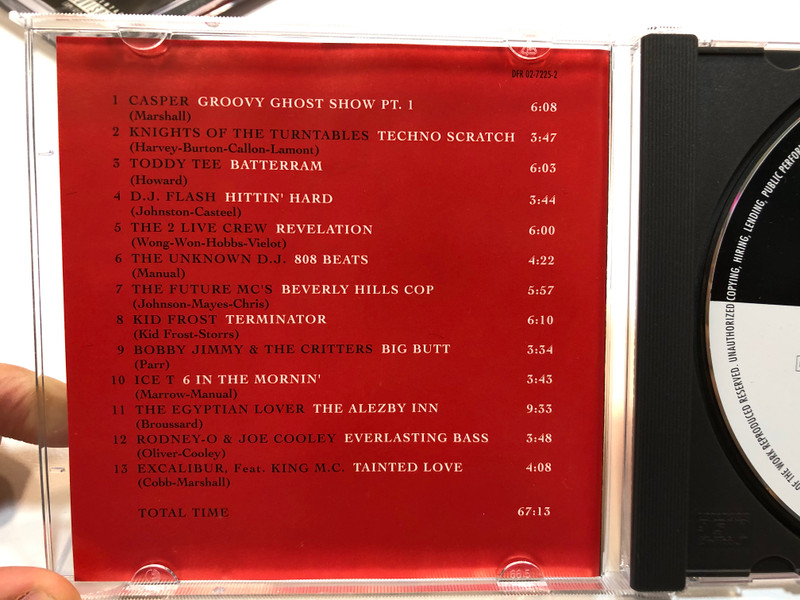 DFR 02-7225-2
1 CASPER GROOVY GHOST SHOW PT. 1 6:08
(Marshall)
2 KNIGHTS OF THE TURNTABLES TECHNO SCRATCH 3:47
(Harvey-Burton-Callon-Lamont)
3 TODDY TEE BATTERRAM 6:03
(Howard)
4 D.J. FLASH HITTIN' HARD 3:44
(Johnston-Casteel)
5 THE 2 LIVE CREW REVELATION 6:00
(Wong-Won-Hobbs-Vielot)
6 THE UNKNOWN D.J. 808 BEATS 4:22
(Manual)
7 THE FUTURE MC'S BEVERLY HILLS COP 5:57
(Johnson-Mayes-Chris)
8 KID FROST TERMINATOR 6:10
(Kid Frost-Storrs)
9 BOBBY JIMMY & THE CRITTERS BIG BUTT 3:34
(Parr)
10 ICE T 6 IN THE MORNIN' 3:43
(Marrow-Manual)
11 THE EGYPTIAN LOVER THE ALEZBY INN 9:33
(Broussard)
12 RODNEY-O & JOE COOLEY EVERLASTING BASS 3:48
(Oliver-Cooley)
13 EXCALIBUR, Feat. KING M.C. TAINTED LOVE 4:08
(Cobb-Marshall)
TOTAL TIME 67:13
OF THE WORK REPRODUCED RESERVED. UNAUTHORIZED COPYING, HIRING, LENDING, PUBLIC